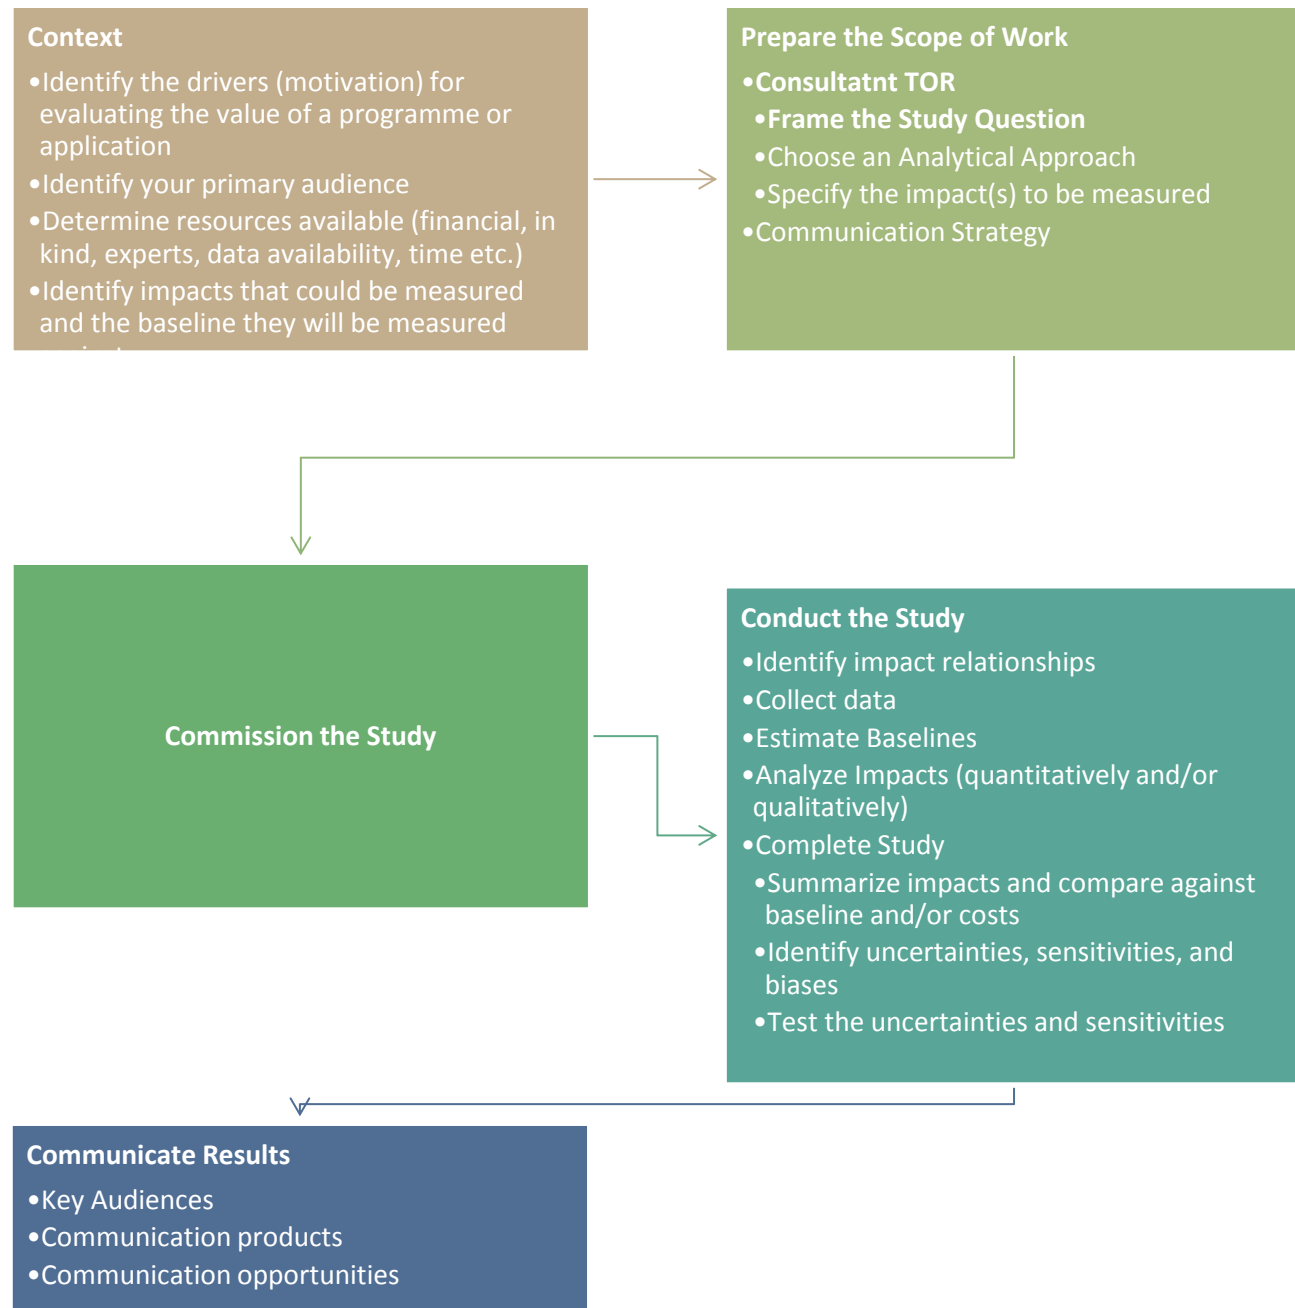 Context
•Identify the drivers (motivation) for
evaluating the value of a programme or
application
•Identify your primary audience
•Determine resources available (financial, in
kind, experts, data availability, time etc.)
•Identify impacts that could be measured
and the baseline they will be measured
Prepare the Scope of Work
•Consultatnt TOR
•Frame the Study Question
•Choose an Analytical Approach
•Specify the impact(s) to be measured
•Communication Strategy
Commission the Study
Conduct the Study
•Identify impact relationships
•Collect data
•Estimate Baselines
•Analyze Impacts (quantitatively and/or
qualitatively)
•Complete Study
•Summarize impacts and compare against
baseline and/or costs
•Identify uncertainties, sensitivities, and
biases
•Test the uncertainties and sensitivities
Communicate Results
•Key Audiences
•Communication products
•Communication opportunities